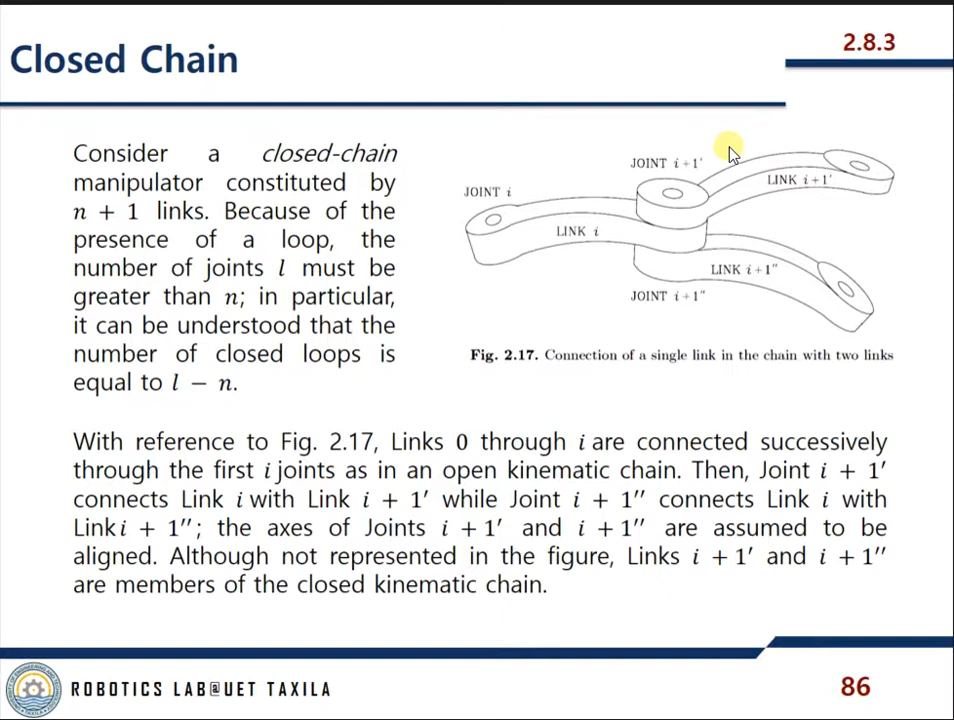 2.8.3
Closed Chain
Consider a closed-chain
manipulator constituted by
n + 1 links. Because of the
presence of a loop, the
number of joints l must be
greater than n; in particular,
it can be understood that the
number of closed loops is
equal to l − n.
JOINT i+1′
JOINT i
LINK i+1′
LINK i
LINK i+1″
JOINT i+1″
Fig. 2.17. Connection of a single link in the chain with two links
With reference to Fig. 2.17, Links 0 through i are connected successively
through the first i joints as in an open kinematic chain. Then, Joint i + 1′
connects Link i with Link i + 1′ while Joint i + 1′′ connects Link i with
Link i + 1′′; the axes of Joints i + 1′ and i + 1′′ are assumed to be
aligned. Although not represented in the figure, Links i + 1′ and i + 1′′
are members of the closed kinematic chain.
ROBOTICS LAB@UET TAXILA
86